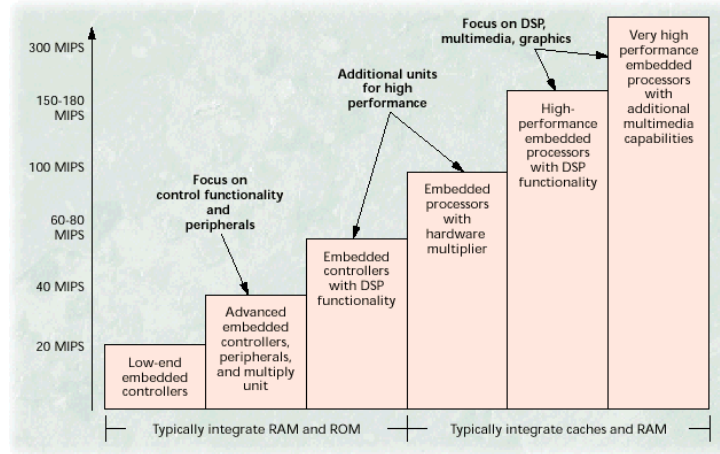 300 MIPS
150-180
MIPS
100 MIPS
60-80
MIPS
40 MIPS
20 MIPS
Focus on
control functionality
and
peripherals
Additional units
for high
performance
Focus on DSP,
multimedia, graphics
Low-end
embedded
controllers
Advanced
embedded
controllers,
peripherals,
and multiply
unit
Embedded
controllers
with DSP
functionality
Embedded
processors
with
hardware
multiplier
High-
performance
embedded
processors
with DSP
functionality
Very high
performance
embedded
processors
with
additional
multimedia
capabilities
Typically integrate RAM and ROM
Typically integrate caches and RAM